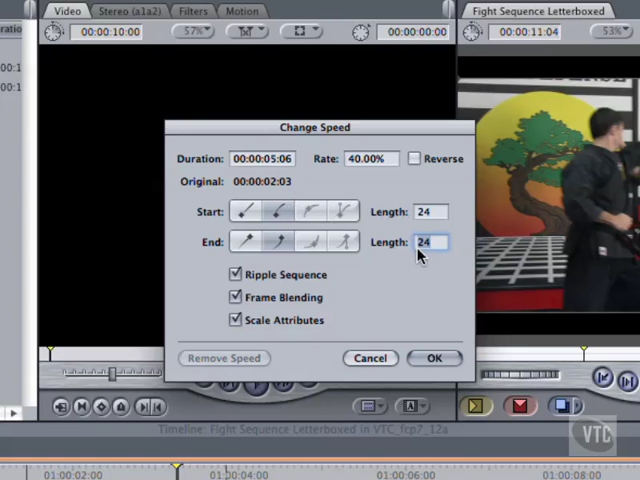 Video
Stereo (a1a2)
Filters
Motion
Fight Sequence Letterboxed
00:00:10:00
57%
00:00:00:00
00:00:11:04
53%
Change Speed
Duration: 00:00:05:06 Rate: 40.00% Reverse
Original: 00:00:02:03
Start: Length: 24
End: Length: 24
Ripple Sequence
Frame Blending
Scale Attributes
Remove Speed
Cancel
OK
A
Timeline: Fight Sequence Letterboxed in VTC_fcp7_12a
VTC
01:00:02:00
01:00:04:00
01:00:06:00
01:00:08:00